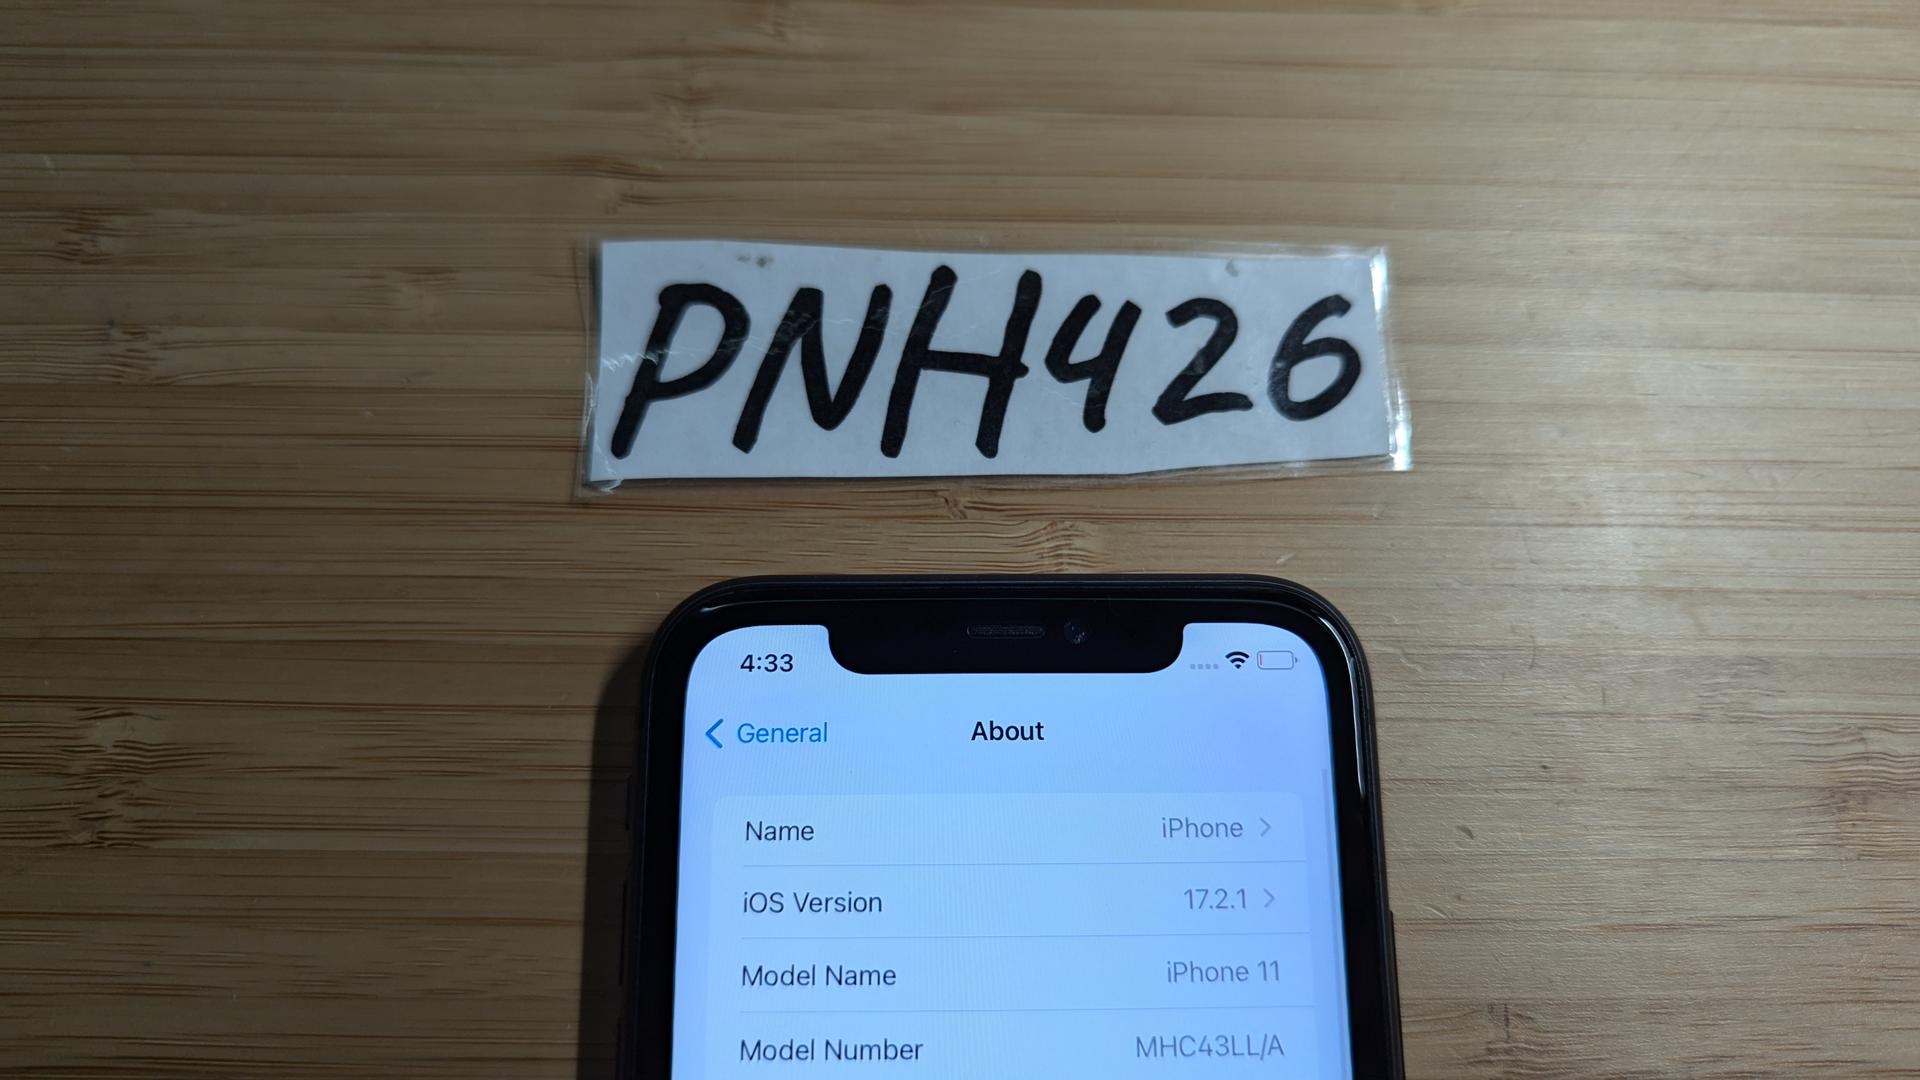 PNH426
4:33
General
About
Name iPhone
iOS Version 17.2.1
Model Name iPhone 11
Model Number MHC43LL/A